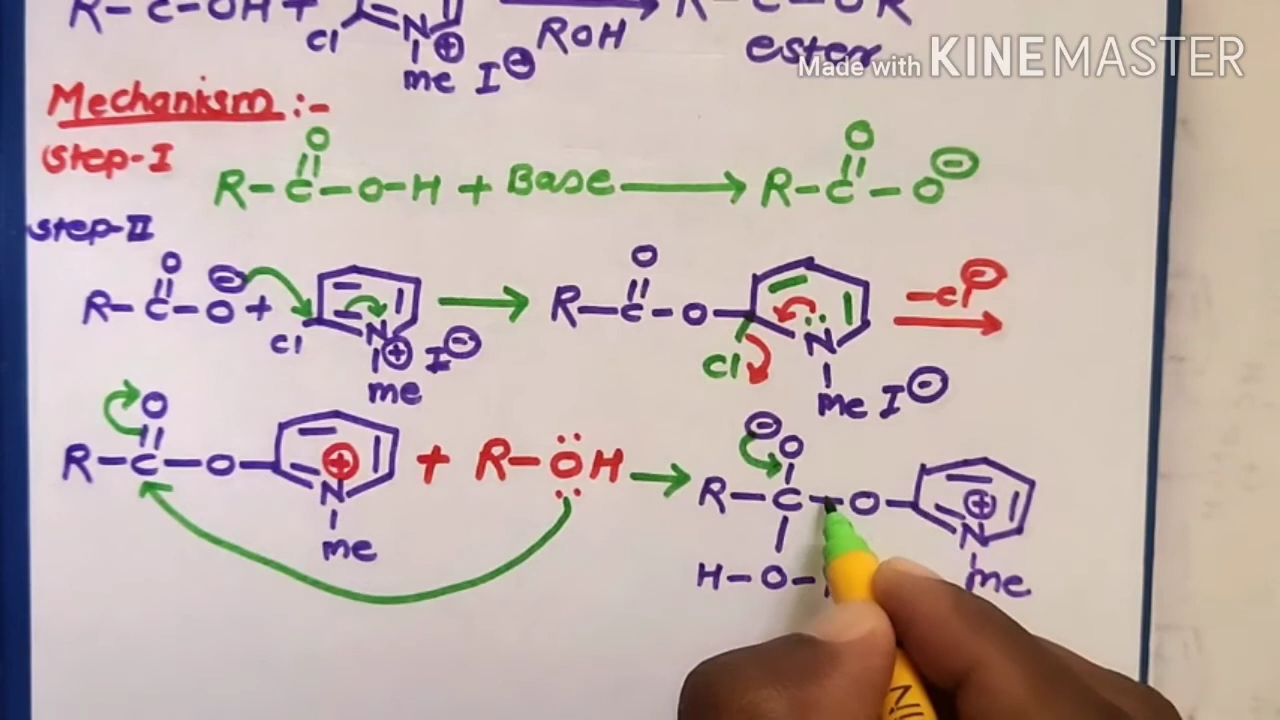 R-C-OH + Cl N⊕ me I⊖ ROH R-C-OR
ester
Made with KINEMASTER
Mechanism :-
Step-I
R-C(=O)-O-H + Base → R-C(=O)-O⊖
Step-II
R-C(=O)-O⊖ + Cl N⊕ me I⊖ → R-C(=O)-O- Cl N: me I⊖ -Cl⊖ →
R-C(=O)-O- N ⊕ me + R-ÖH → R-C-O⊖ -O- N ⊕ me
H-O-